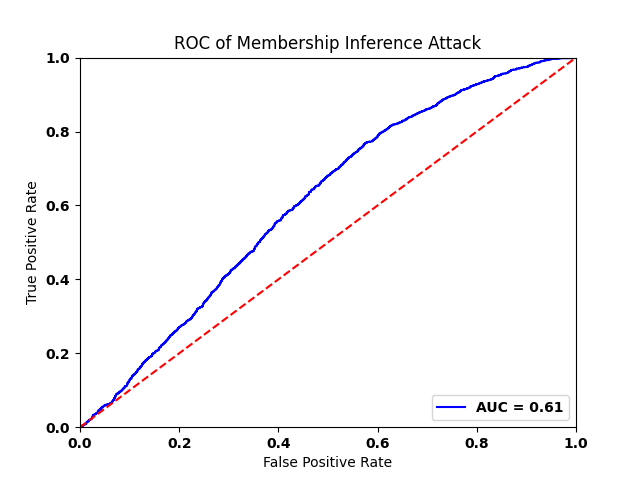 ROC of Membership Inference Attack
1.0
0.8
0.6
0.4
0.2
0.0
True Positive Rate
AUC = 0.61
0.0 0.2 0.4 0.6 0.8 1.0
False Positive Rate